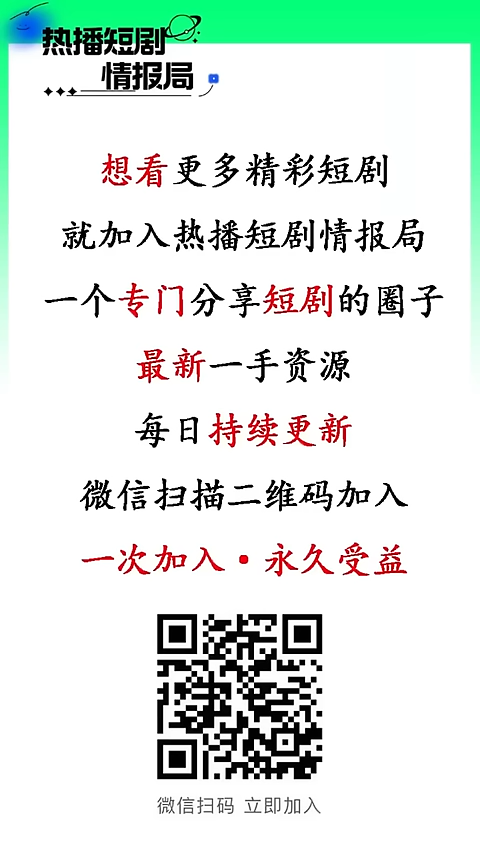 热播短剧
情报局
想看更多精彩短剧
就加入热播短剧情报局
一个专门分享短剧的圈子
最新一手资源
每日持续更新
微信扫描二维码加入
一次加入·永久受益
微信扫码 立即加入